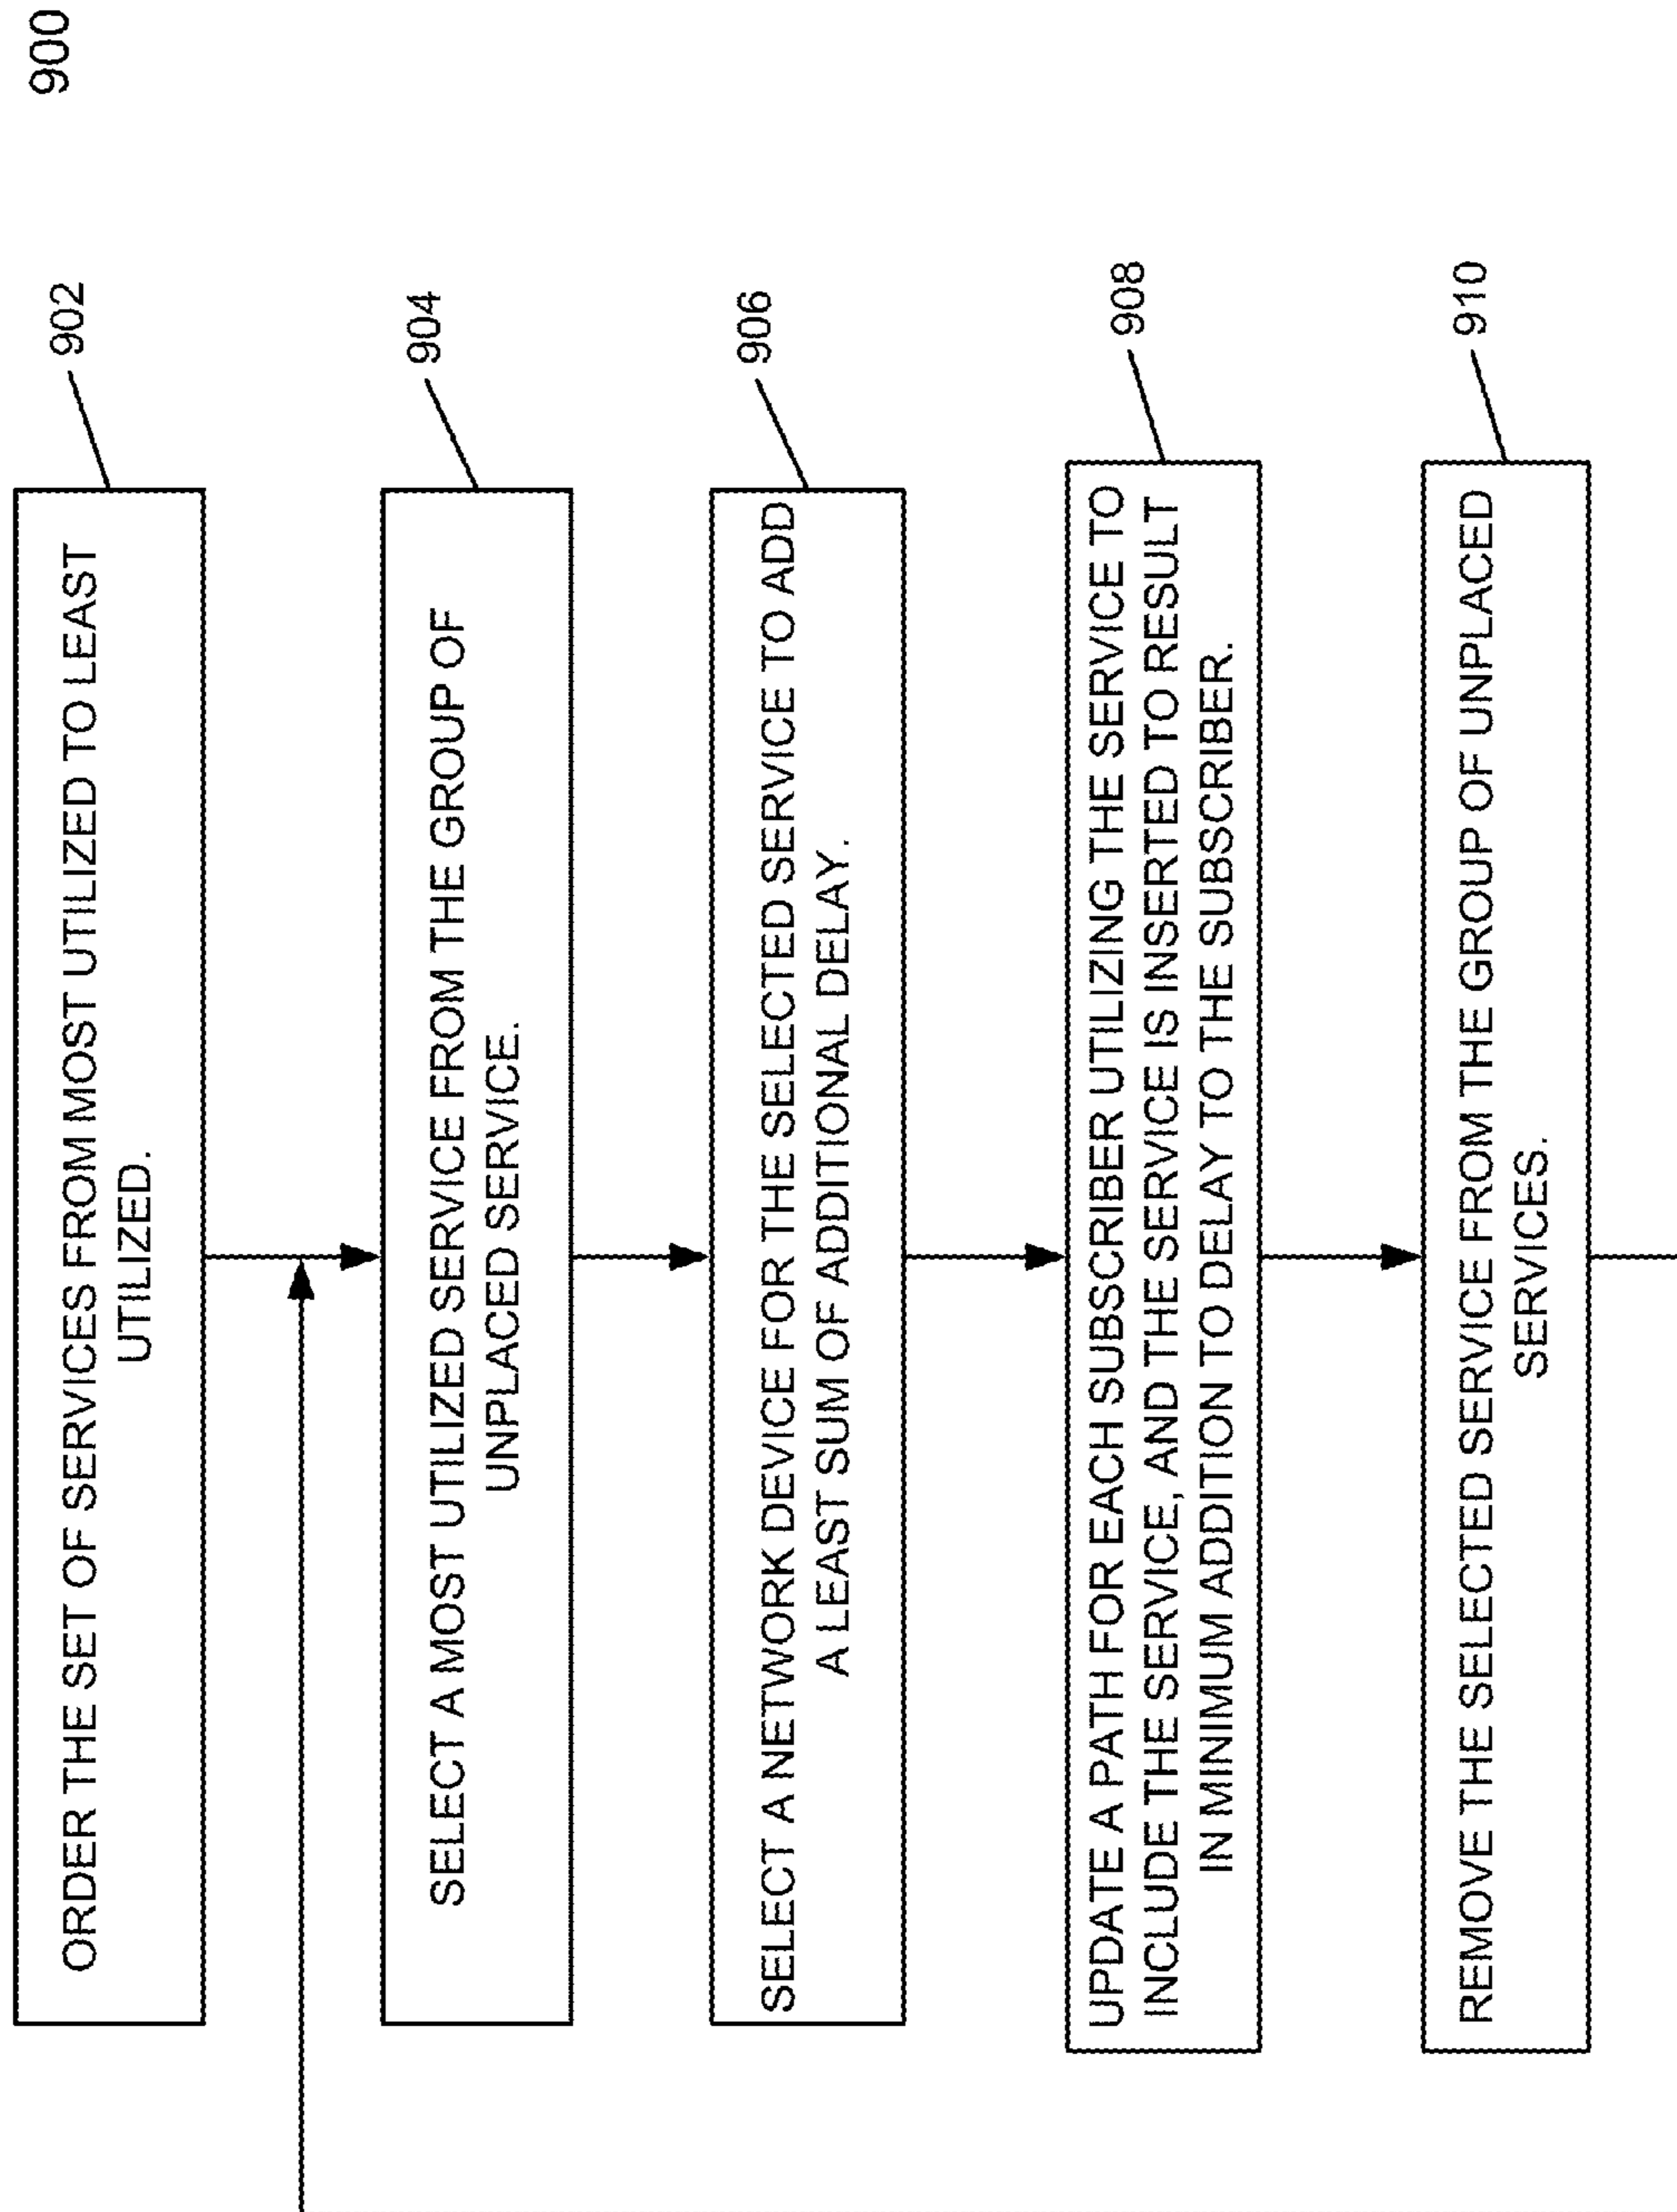 900
902
ORDER THE SET OF SERVICES FROM MOST UTILIZED TO LEAST
UTILIZED.
904
SELECT A MOST UTILIZED SERVICE FROM THE GROUP OF
UNPLACED SERVICE.
906
SELECT A NETWORK DEVICE FOR THE SELECTED SERVICE TO ADD
A LEAST SUM OF ADDITIONAL DELAY.
908
UPDATE A PATH FOR EACH SUBSCRIBER UTILIZING THE SERVICE TO
INCLUDE THE SERVICE, AND THE SERVICE IS INSERTED TO RESULT
IN MINIMUM ADDITION TO DELAY TO THE SUBSCRIBER.
910
REMOVE THE SELECTED SERVICE FROM THE GROUP OF UNPLACED
SERVICES.